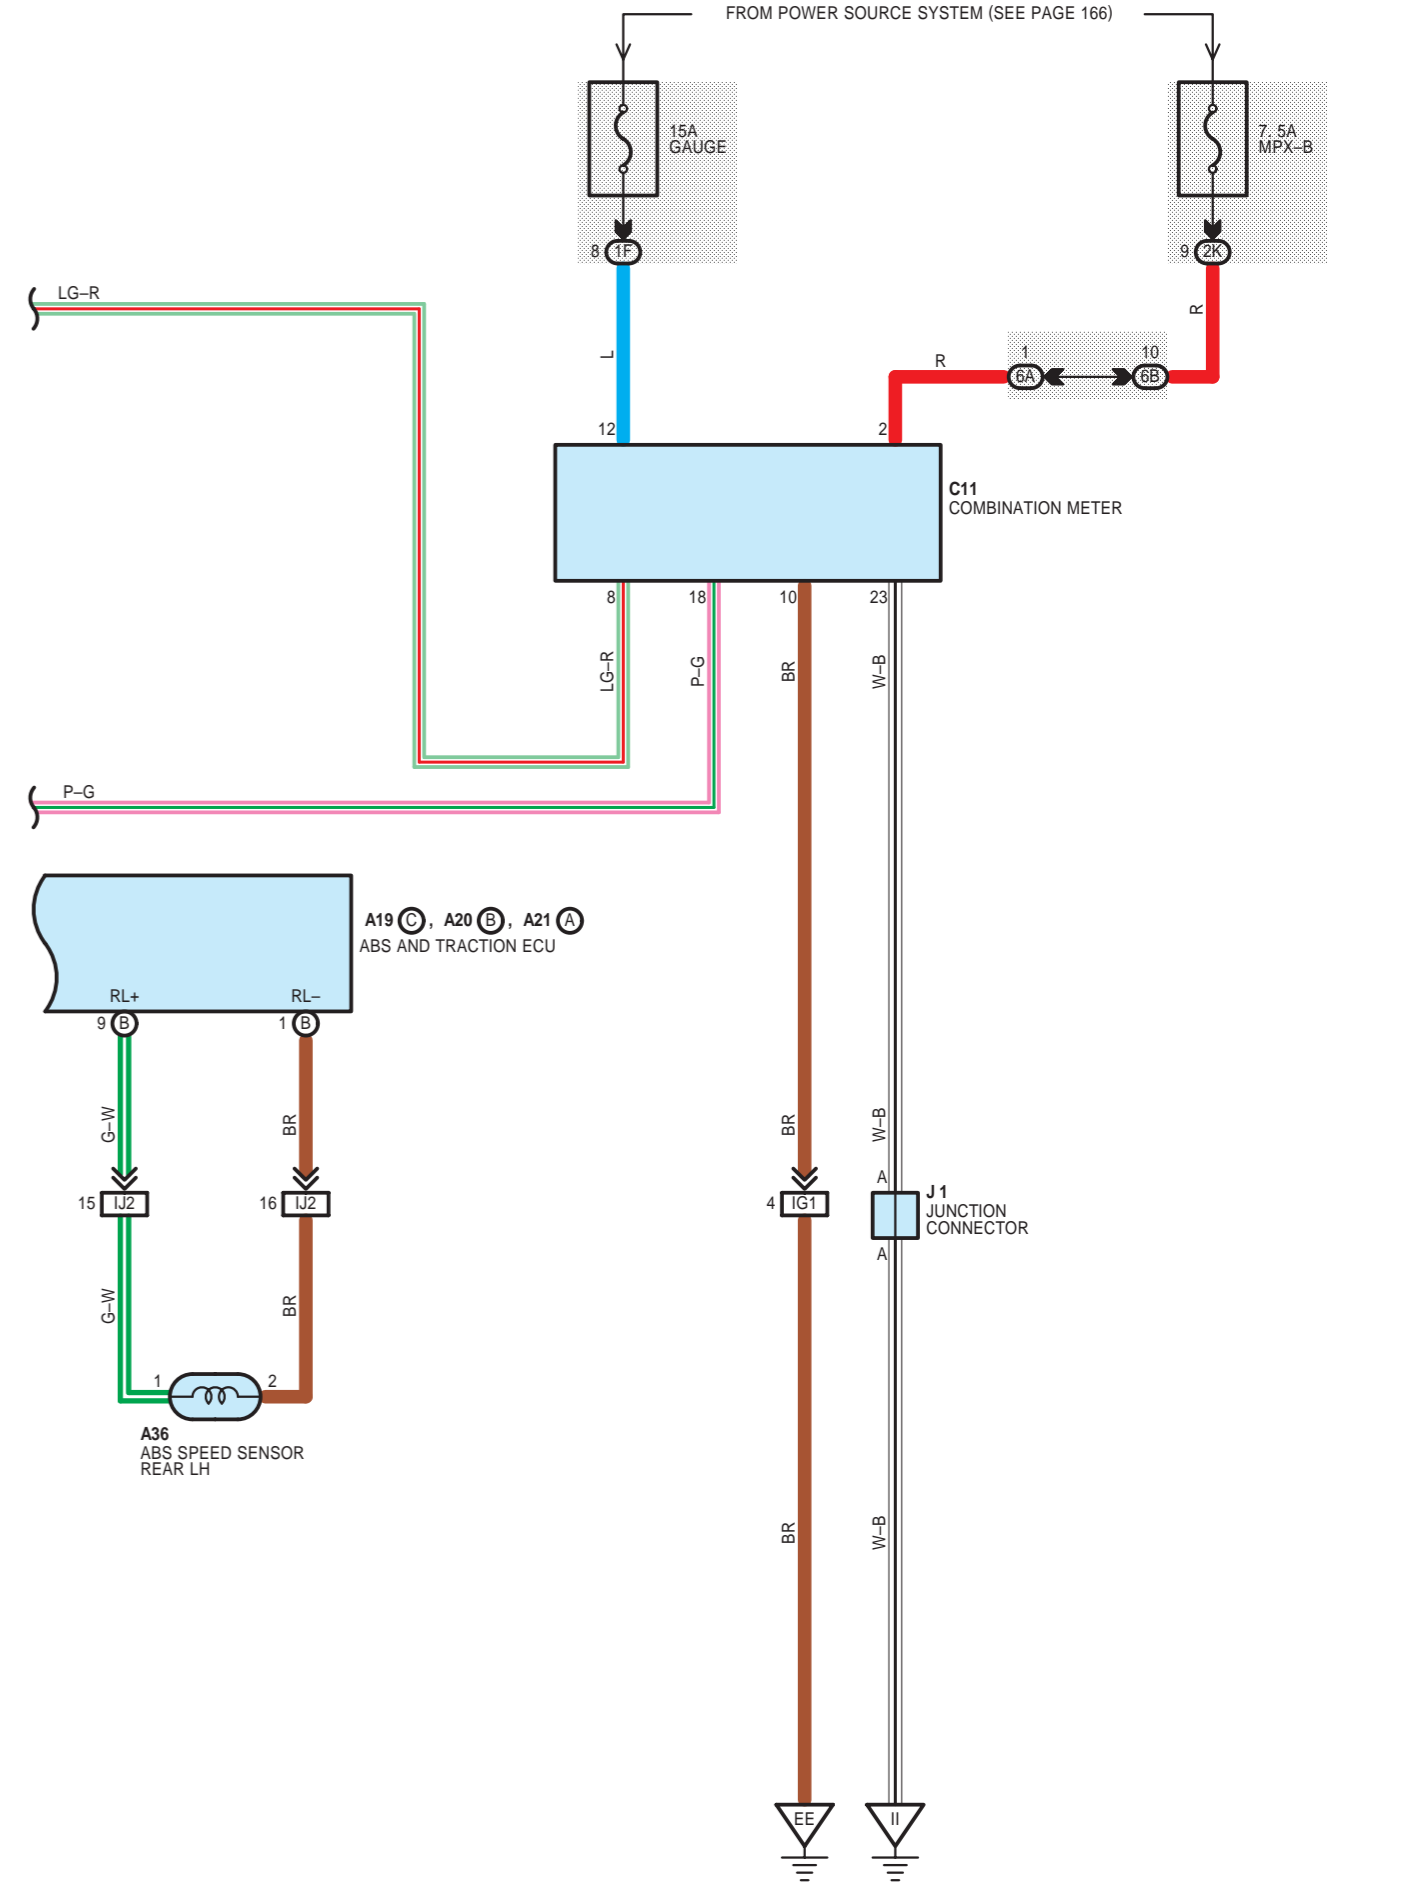 FROM POWER SOURCE SYSTEM (SEE PAGE 166)
15A
GAUGE
7. 5A
MPX–B
8 1F
9 2K
LG–R
L
R
R
1
10
6A
6B
12
2
C11
COMBINATION METER
8
18
10
23
LG–R
P–G
BR
W–B
P–G
A19 C, A20 B, A21 A
ABS AND TRACTION ECU
RL+
RL–
9 B
1 B
G–W
BR
BR
W–B
A
15 IJ2
16 IJ2
4 IG1
J 1
JUNCTION
CONNECTOR
A
G–W
BR
1
2
A36
ABS SPEED SENSOR
REAR LH
BR
W–B
EE
II